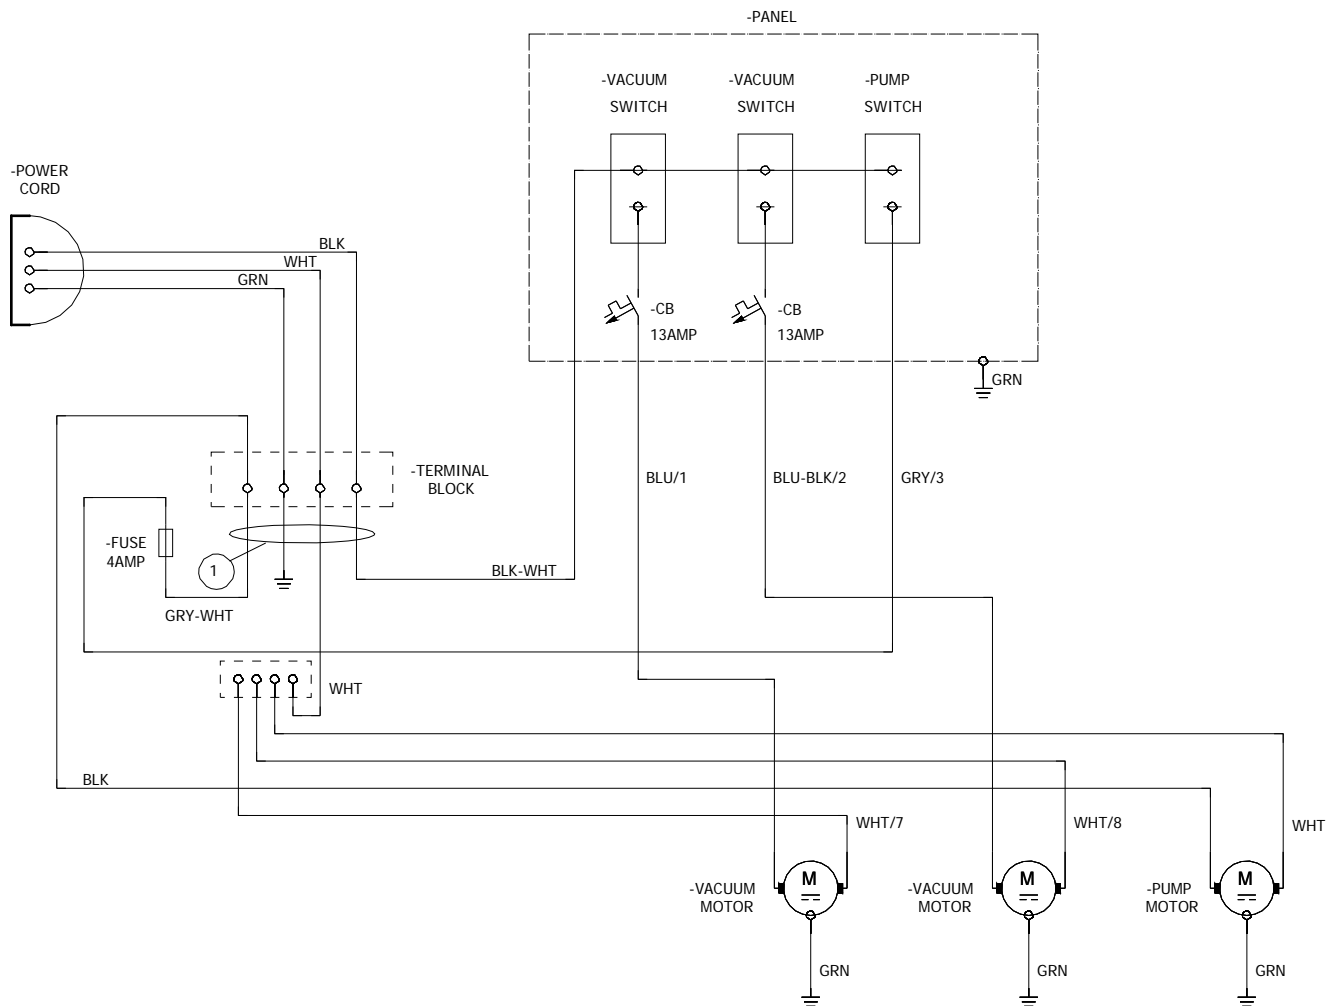 -PANEL
-VACUUM
SWITCH
-VACUUM
SWITCH
-PUMP
SWITCH
-POWER
CORD
BLK
WHT
GRN
-CB
13AMP
-CB
13AMP
GRN
-TERMINAL
BLOCK
BLU/1
BLU-BLK/2
GRY/3
-FUSE
4AMP
1
BLK-WHT
GRY-WHT
WHT
BLK
WHT/7
WHT/8
WHT
M
M
M
-VACUUM
MOTOR
-VACUUM
MOTOR
-PUMP
MOTOR
GRN
GRN
GRN